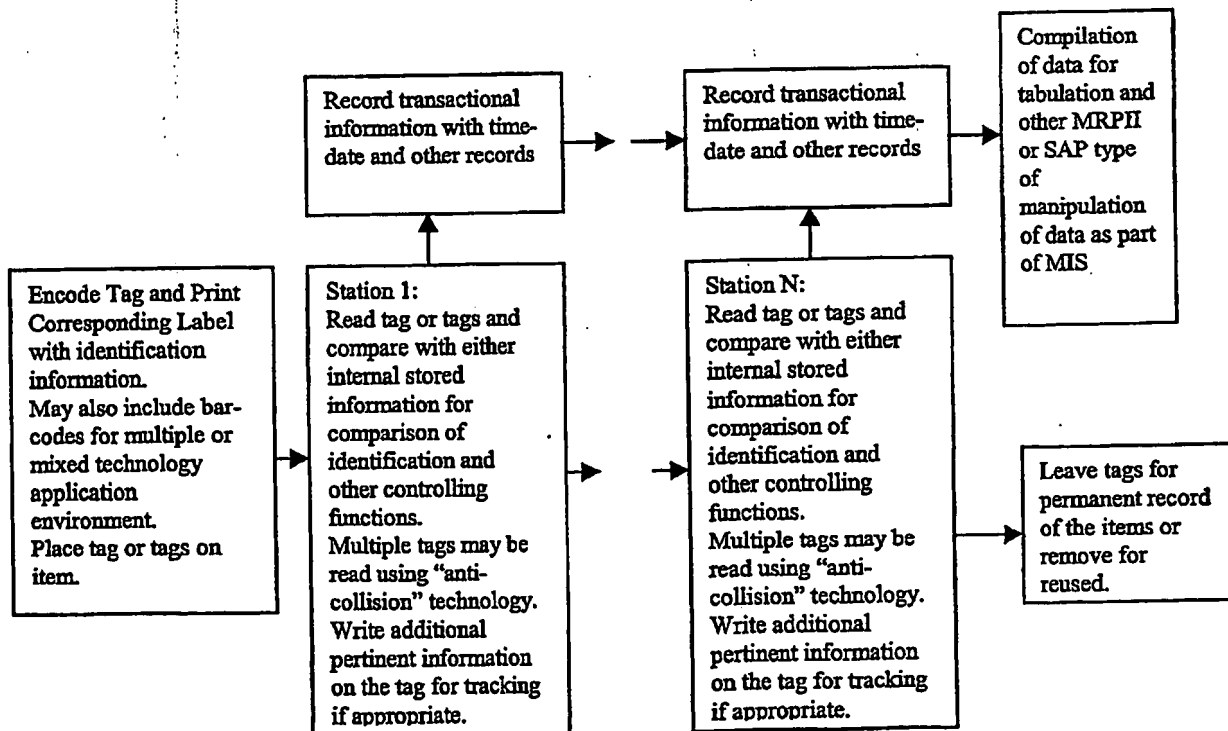 Encode Tag and Print
Corresponding Label
with identification
information.
May also include bar-
codes for multiple or
mixed technology
application
environment.
Place tag or tags on
item.
Record transactional
information with time-
date and other records
Station 1:
Read tag or tags and
compare with either
internal stored
information for
comparison of
identification and
other controlling
functions.
Multiple tags may be
read using “anti-
collision” technology.
Write additional
pertinent information
on the tag for tracking
if appropriate.
Record transactional
information with time-
date and other records
Station N:
Read tag or tags and
compare with either
internal stored
information for
comparison of
identification and
other controlling
functions.
Multiple tags may be
read using “anti-
collision” technology.
Write additional
pertinent information
on the tag for tracking
if appropriate.
Compilation
of data for
tabulation and
other MRPII
or SAP type
of
manipulation
of data as part
of MIS
Leave tags for
permanent record
of the items or
remove for
reused.